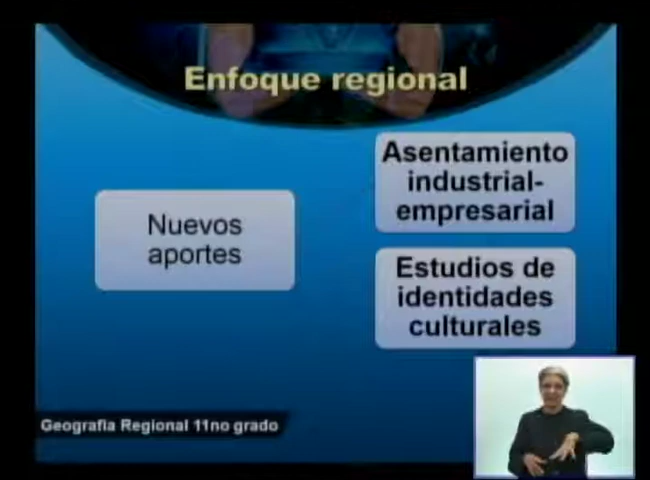 Enfoque regional
Nuevos
aportes
Asentamiento
industrial-
empresarial
Estudios de
identidades
culturales
Geografía Regional 11no grado